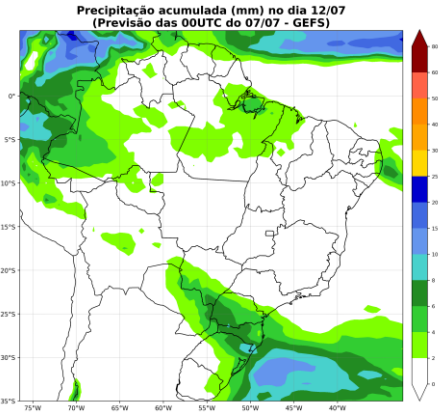 Precipitação acumulada (mm) no dia 12/07
(Previsão das 00UTC do 07/07 - GEFS)
80
60
50
40
30
25
20
15
10
8
6
4
2
0
0°
5°S
10°S
15°S
20°S
25°S
30°S
35°S
75°W 70°W 65°W 60°W 55°W 50°W 45°W 40°W